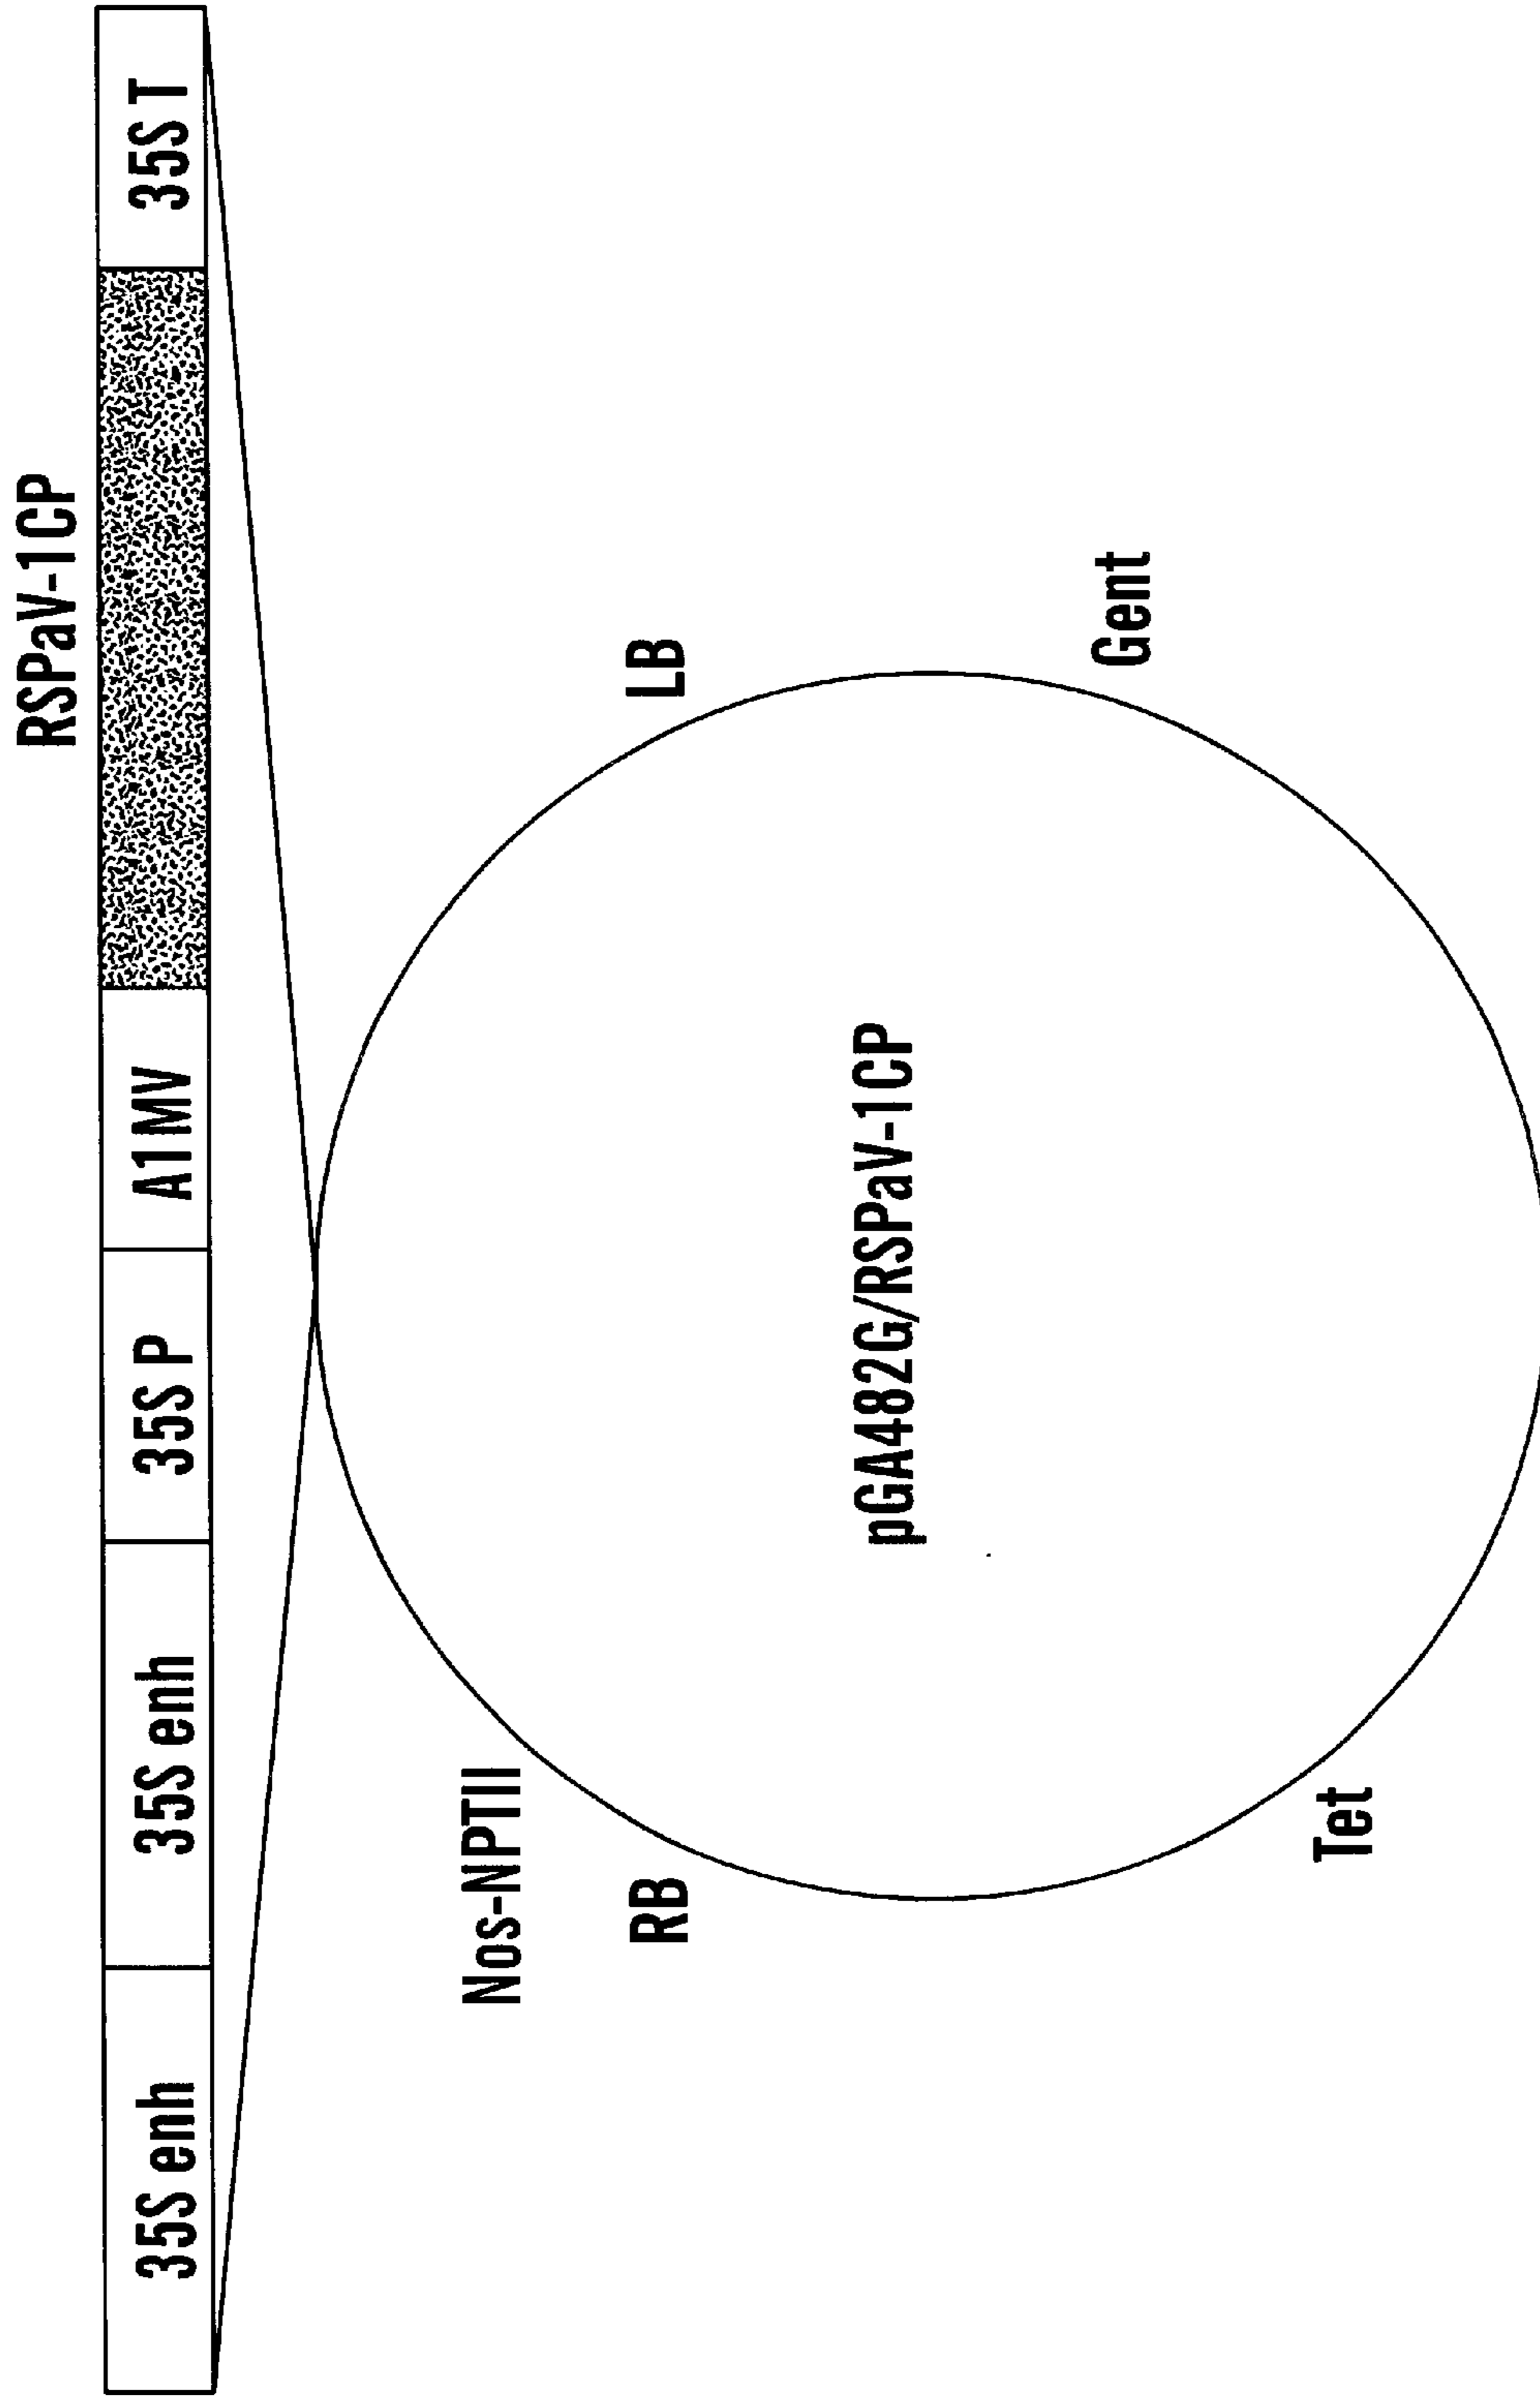 RSPaV-1CP
35S enh
35S enh
35S P
A1MV
35S T
Nos-NPTII
RB
LB
pGA482G/RSPaV-1CP
Gent
Tet